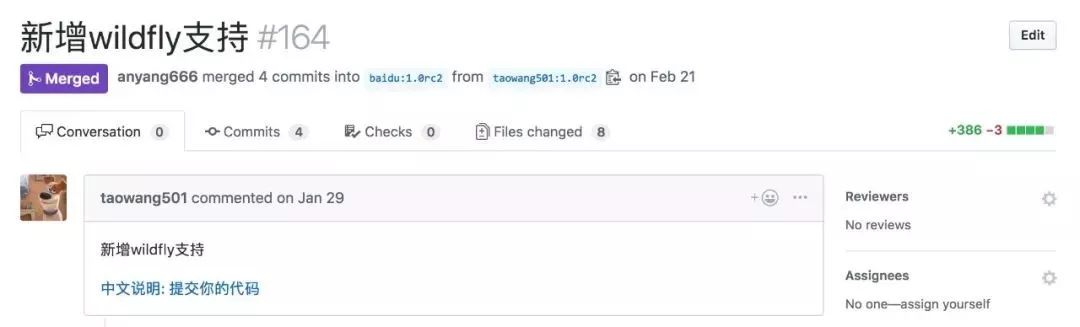 新增wildfly支持 #164
Edit
Merged anyang666 merged 4 commits into baidu:1.0rc2 from taowang501:1.0rc2 on Feb 21
Conversation 0 Commits 4 Checks 0 Files changed 8 +386 −3
taowang501 commented on Jan 29
新增wildfly支持
中文说明: 提交你的代码
Reviewers
No reviews
Assignees
No one—assign yourself